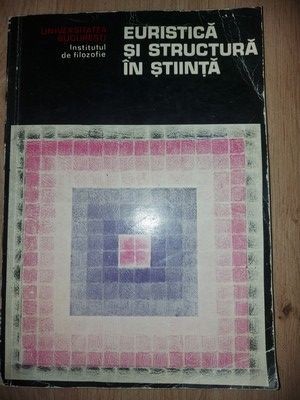 UNIVERSITATEA
BUCUREȘTI
Institutul
de filozofie
EURISTICĂ
ȘI STRUCTURĂ
ÎN ȘTIINȚĂ